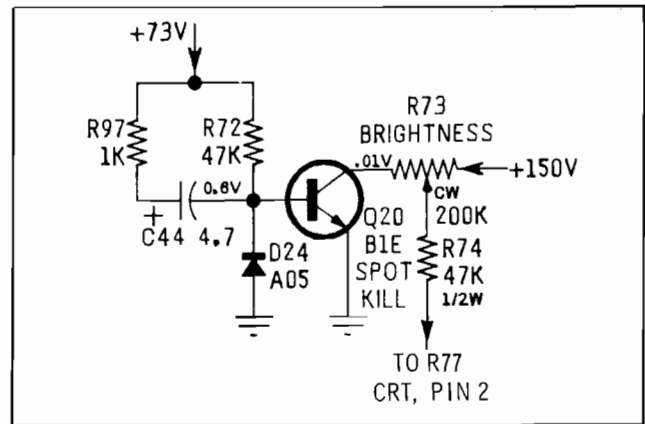 +73V
R97
1K
R72
47K
R73
BRIGHTNESS
.01V
+150V
0.6V
+
C44 4.7
CW
200K
Q20
B1E
SPOT
KILL
D24
A05
R74
47K
1/2W
TO R77
CRT, PIN 2